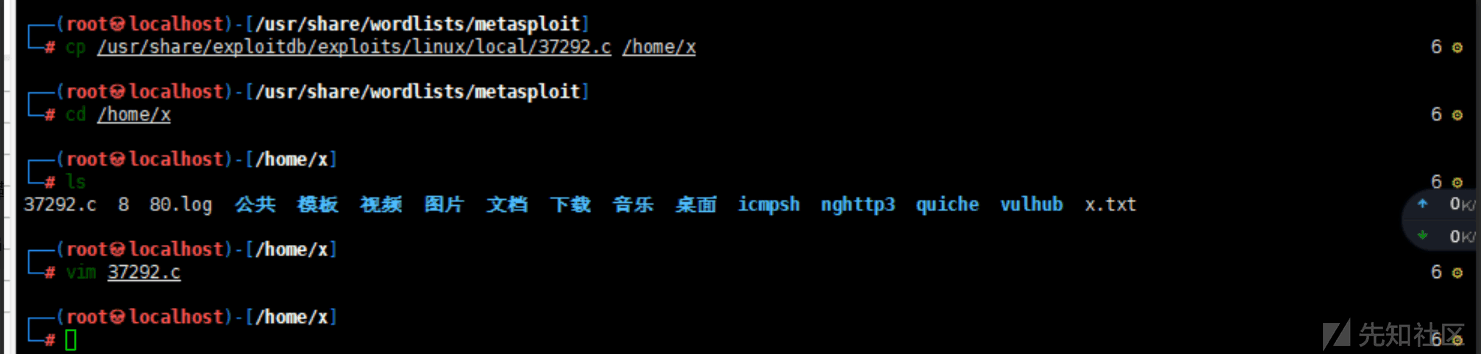 (root㉿localhost)-[/usr/share/wordlists/metasploit]
# cp /usr/share/exploitdb/exploits/linux/local/37292.c /home/x 6 ⚙
(root㉿localhost)-[/usr/share/wordlists/metasploit]
# cd /home/x 6 ⚙
(root㉿localhost)-[/home/x]
# ls 6 ⚙
37292.c 8 80.log 公共 模板 视频 图片 文档 下载 音乐 桌面 icmpsh nghttp3 quiche vulhub x.txt
↑ 0K/
(root㉿localhost)-[/home/x]
↓ 0K/
# vim 37292.c 6 ⚙
(root㉿localhost)-[/home/x]
# 6 ⚙
先知社区